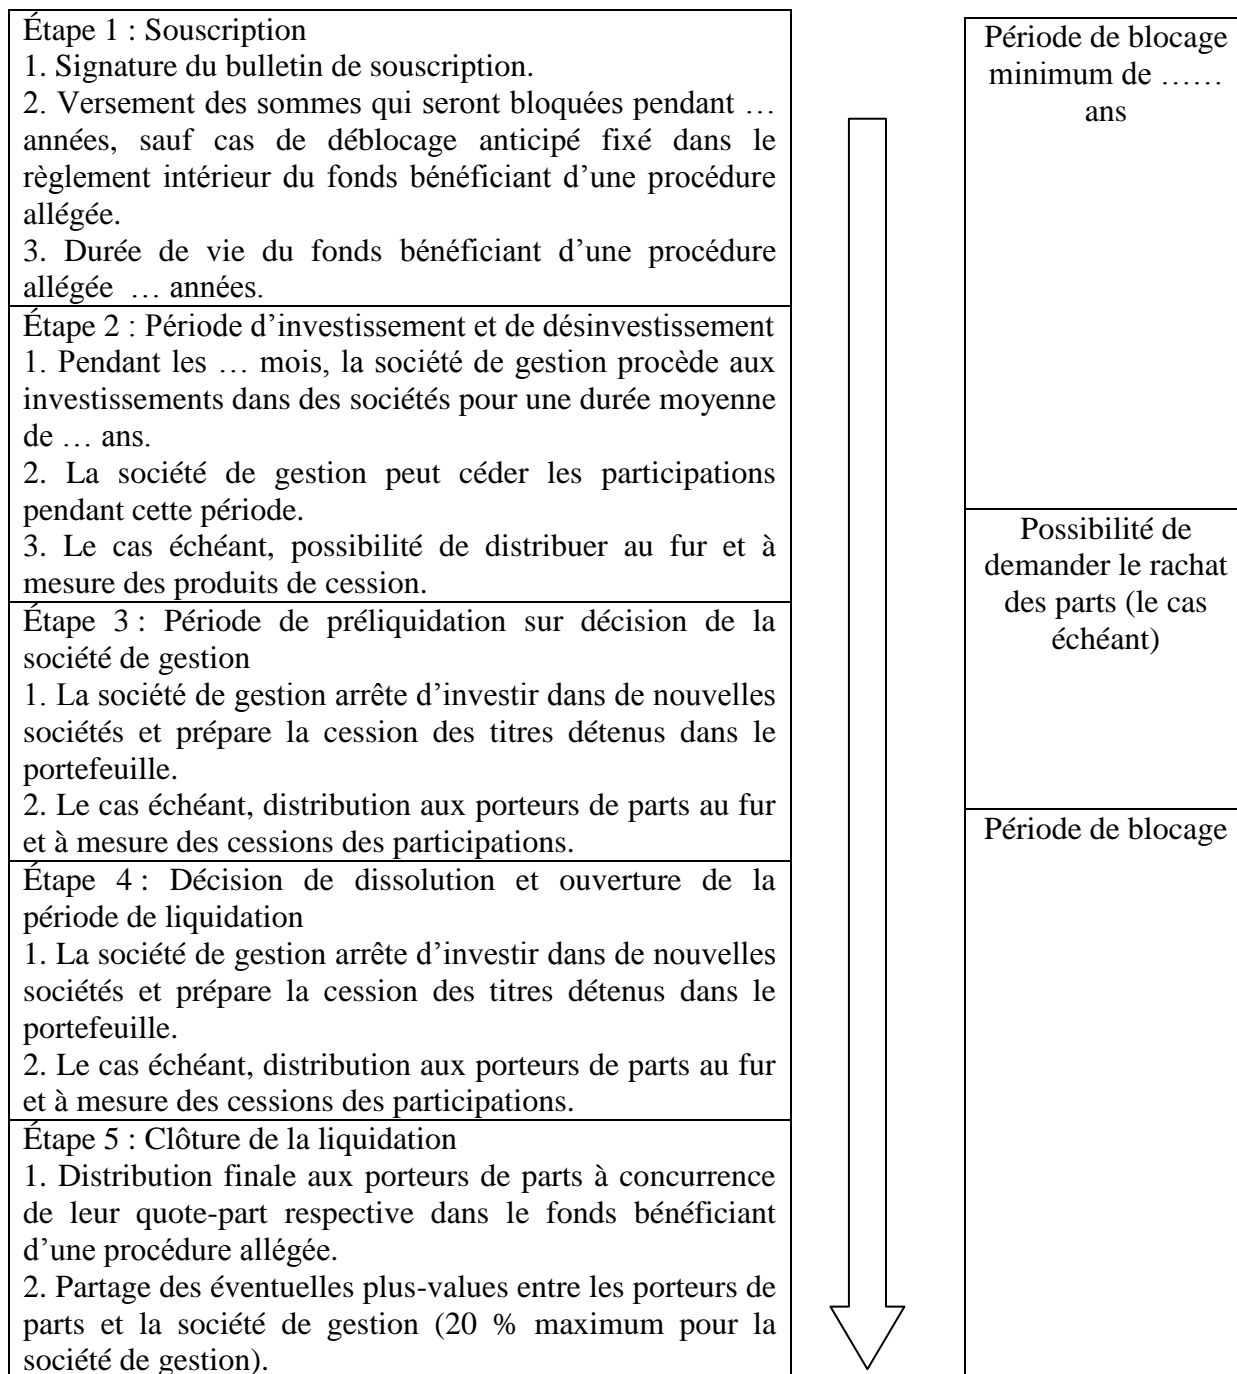 Étape 1 : Souscription
1. Signature du bulletin de souscription.
2. Versement des sommes qui seront bloquées pendant …
années, sauf cas de déblocage anticipé fixé dans le
règlement intérieur du fonds bénéficiant d’une procédure
allégée.
3. Durée de vie du fonds bénéficiant d’une procédure
allégée … années.
Étape 2 : Période d’investissement et de désinvestissement
1. Pendant les … mois, la société de gestion procède aux
investissements dans des sociétés pour une durée moyenne
de … ans.
2. La société de gestion peut céder les participations
pendant cette période.
3. Le cas échéant, possibilité de distribuer au fur et à
mesure des produits de cession.
Étape 3 : Période de préliquidation sur décision de la
société de gestion
1. La société de gestion arrête d’investir dans de nouvelles
sociétés et prépare la cession des titres détenus dans le
portefeuille.
2. Le cas échéant, distribution aux porteurs de parts au fur
et à mesure des cessions des participations.
Étape 4 : Décision de dissolution et ouverture de la
période de liquidation
1. La société de gestion arrête d’investir dans de nouvelles
sociétés et prépare la cession des titres détenus dans le
portefeuille.
2. Le cas échéant, distribution aux porteurs de parts au fur
et à mesure des cessions des participations.
Étape 5 : Clôture de la liquidation
1. Distribution finale aux porteurs de parts à concurrence
de leur quote-part respective dans le fonds bénéficiant
d’une procédure allégée.
2. Partage des éventuelles plus-values entre les porteurs de
parts et la société de gestion (20 % maximum pour la
société de gestion).
Période de blocage
minimum de ……
ans
Possibilité de
demander le rachat
des parts (le cas
échéant)
Période de blocage